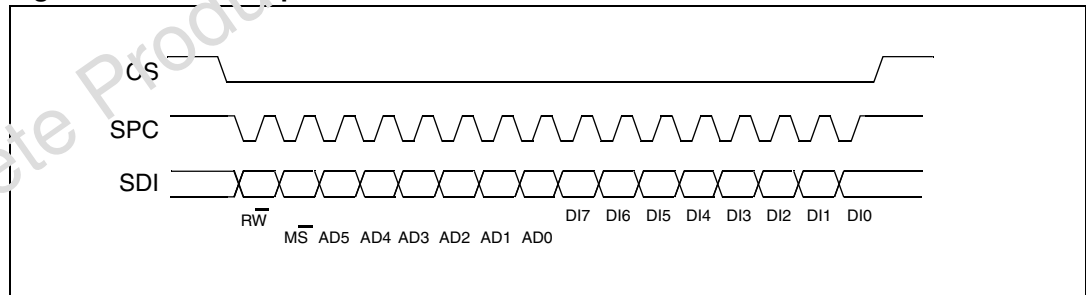 CS
SPC
SDI
RW̅
MS̅ AD5 AD4 AD3 AD2 AD1 AD0
DI7 DI6 DI5 DI4 DI3 DI2 DI1 DI0